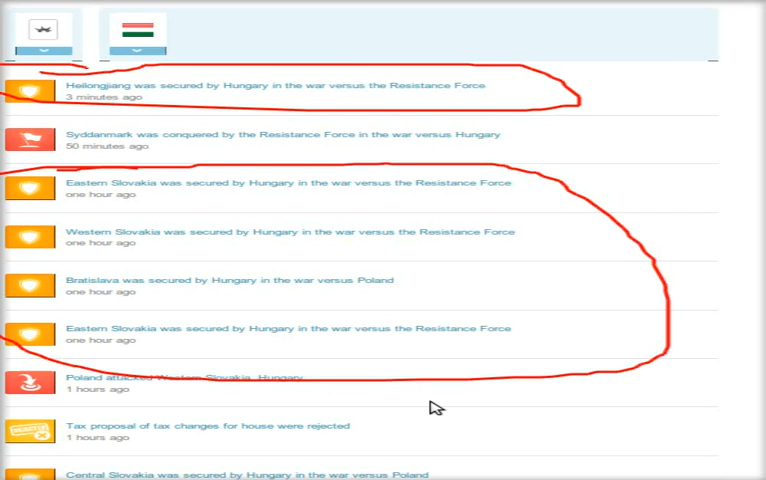 Heilongjiang was secured by Hungary in the war versus the Resistance Force
3 minutes ago
Syddanmark was conquered by the Resistance Force in the war versus Hungary
50 minutes ago
Eastern Slovakia was secured by Hungary in the war versus the Resistance Force
one hour ago
Western Slovakia was secured by Hungary in the war versus the Resistance Force
one hour ago
Bratislava was secured by Hungary in the war versus Poland
one hour ago
Eastern Slovakia was secured by Hungary in the war versus the Resistance Force
one hour ago
Poland attacked Western Slovakia, Hungary
1 hours ago
Tax proposal of tax changes for house were rejected
1 hours ago
Central Slovakia was secured by Hungary in the war versus Poland